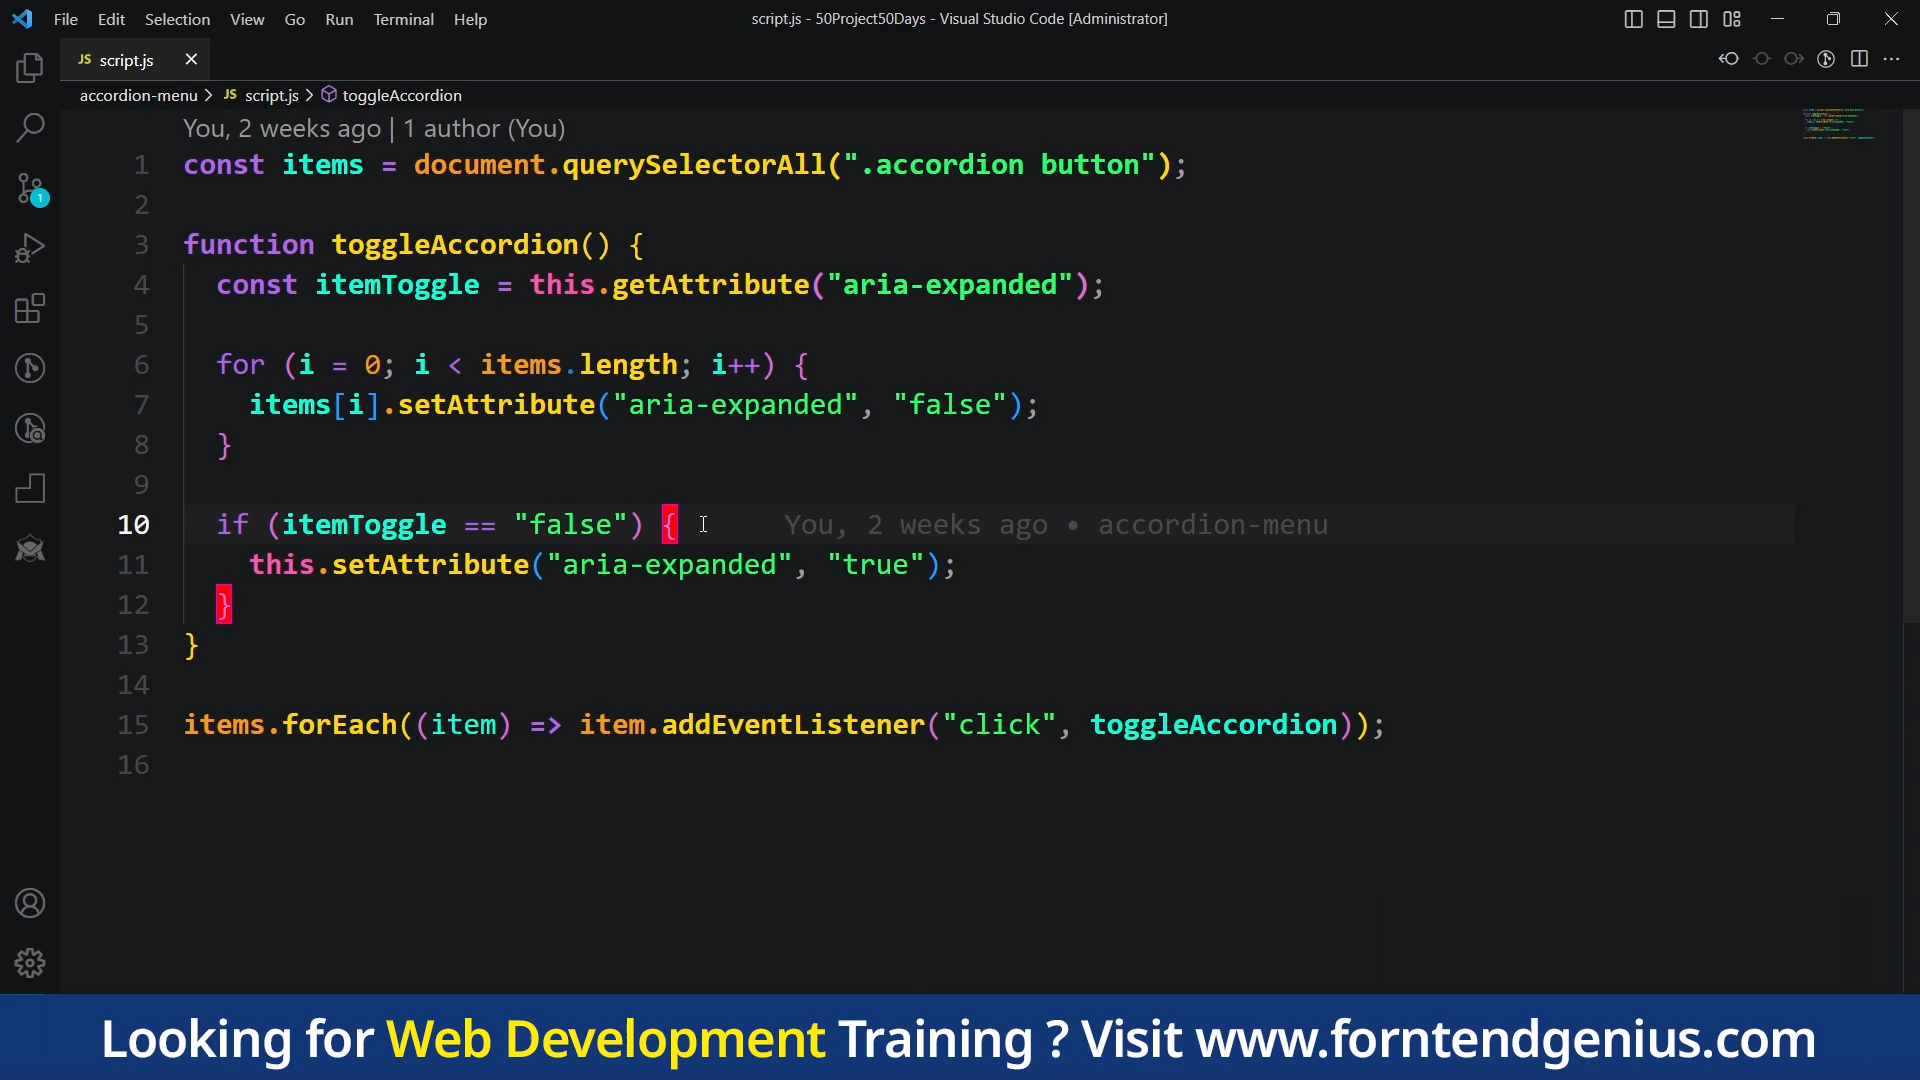 File Edit Selection View Go Run Terminal Help
script.js - 50Project50Days - Visual Studio Code [Administrator]
JS script.js
accordion-menu > JS script.js > toggleAccordion
You, 2 weeks ago | 1 author (You)
1 const items = document.querySelectorAll(".accordion button");
2
3 function toggleAccordion() {
4 const itemToggle = this.getAttribute("aria-expanded");
5
6 for (i = 0; i < items.length; i++) {
7 items[i].setAttribute("aria-expanded", "false");
8 }
9
10 if (itemToggle == "false") { You, 2 weeks ago • accordion-menu
11 this.setAttribute("aria-expanded", "true");
12 }
13 }
14
15 items.forEach((item) => item.addEventListener("click", toggleAccordion));
16
1
Looking for Web Development Training ? Visit www.forntendgenius.com